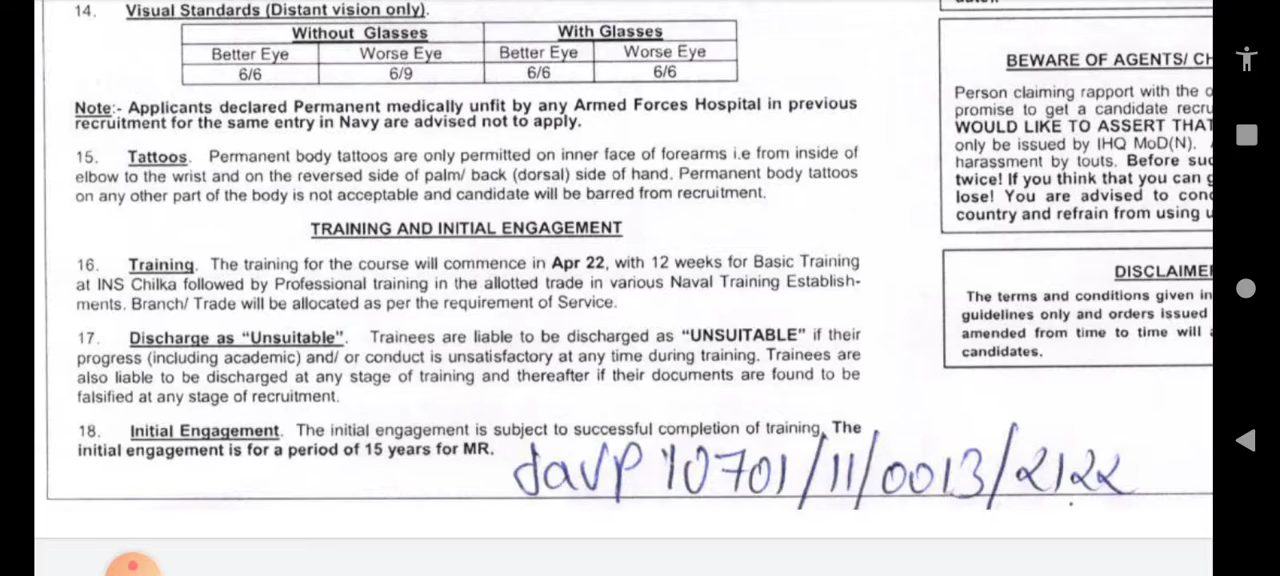 14. Visual Standards (Distant vision only).
Without Glasses With Glasses
Better Eye Worse Eye Better Eye Worse Eye
6/6 6/9 6/6 6/6
Note:- Applicants declared Permanent medically unfit by any Armed Forces Hospital in previous
recruitment for the same entry in Navy are advised not to apply.
15. Tattoos. Permanent body tattoos are only permitted on inner face of forearms i.e from inside of
elbow to the wrist and on the reversed side of palm/ back (dorsal) side of hand. Permanent body tattoos
on any other part of the body is not acceptable and candidate will be barred from recruitment.
TRAINING AND INITIAL ENGAGEMENT
16. Training. The training for the course will commence in Apr 22, with 12 weeks for Basic Training
at INS Chilka followed by Professional training in the allotted trade in various Naval Training Establish-
ments. Branch/ Trade will be allocated as per the requirement of Service.
17. Discharge as "Unsuitable". Trainees are liable to be discharged as "UNSUITABLE" if their
progress (including academic) and/ or conduct is unsatisfactory at any time during training. Trainees are
also liable to be discharged at any stage of training and thereafter if their documents are found to be
falsified at any stage of recruitment.
18. Initial Engagement. The initial engagement is subject to successful completion of training. The
initial engagement is for a period of 15 years for MR.
davp 10701/11/0013/2122
BEWARE OF AGENTS/
Person claiming rapport with the
promise to get a candidate
WOULD LIKE TO ASSERT THAT
only be issued by IHQ MoD(N).
harassment by touts. Before
twice! If you think that you can
lose! You are advised to
country and refrain from using
The terms and conditions given in
guidelines only and orders issued
amended from time to time will
candidates.